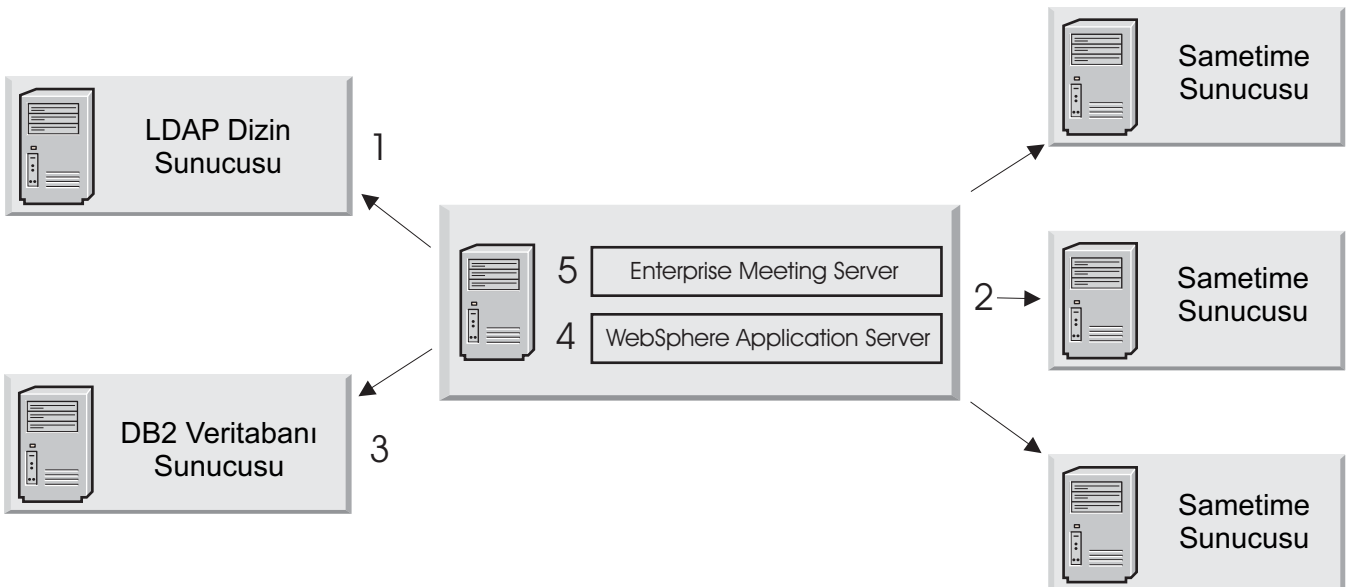 LDAP Dizin
Sunucusu
1
DB2 Veritabanı
Sunucusu
3
5
Enterprise Meeting Server
4
WebSphere Application Server
2
Sametime
Sunucusu
Sametime
Sunucusu
Sametime
Sunucusu